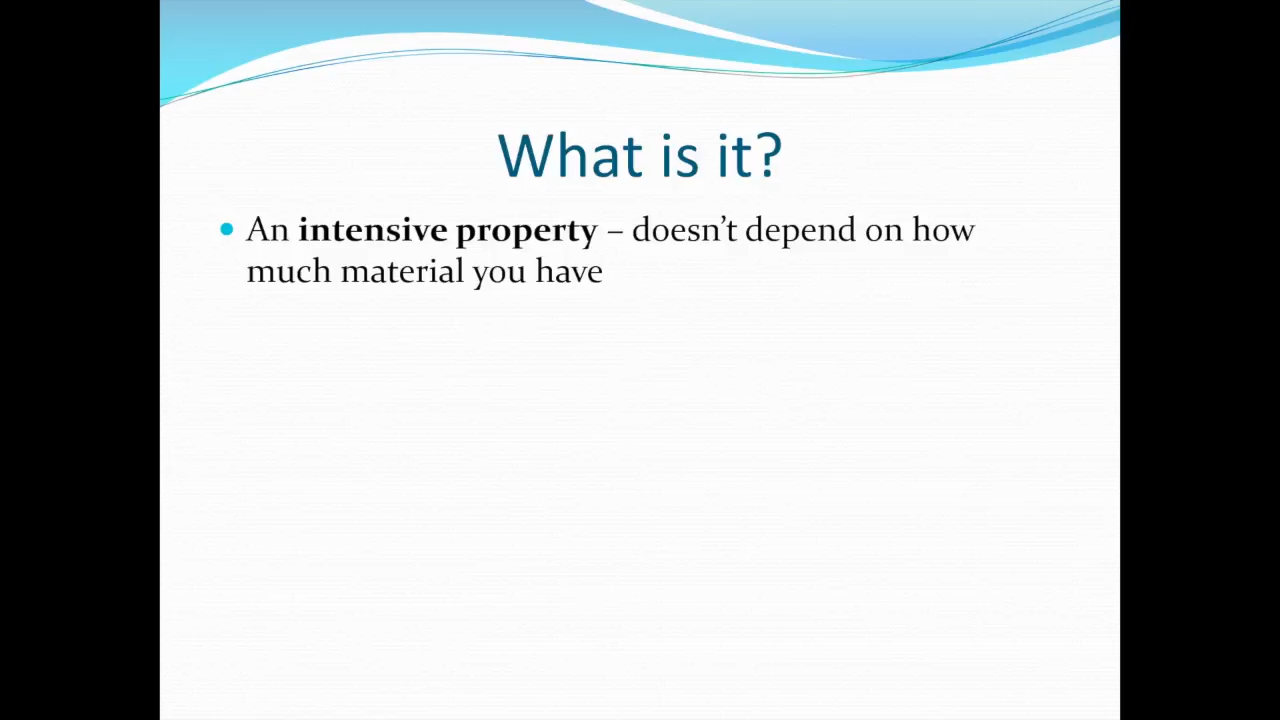 What is it?
• An intensive property – doesn’t depend on how
much material you have